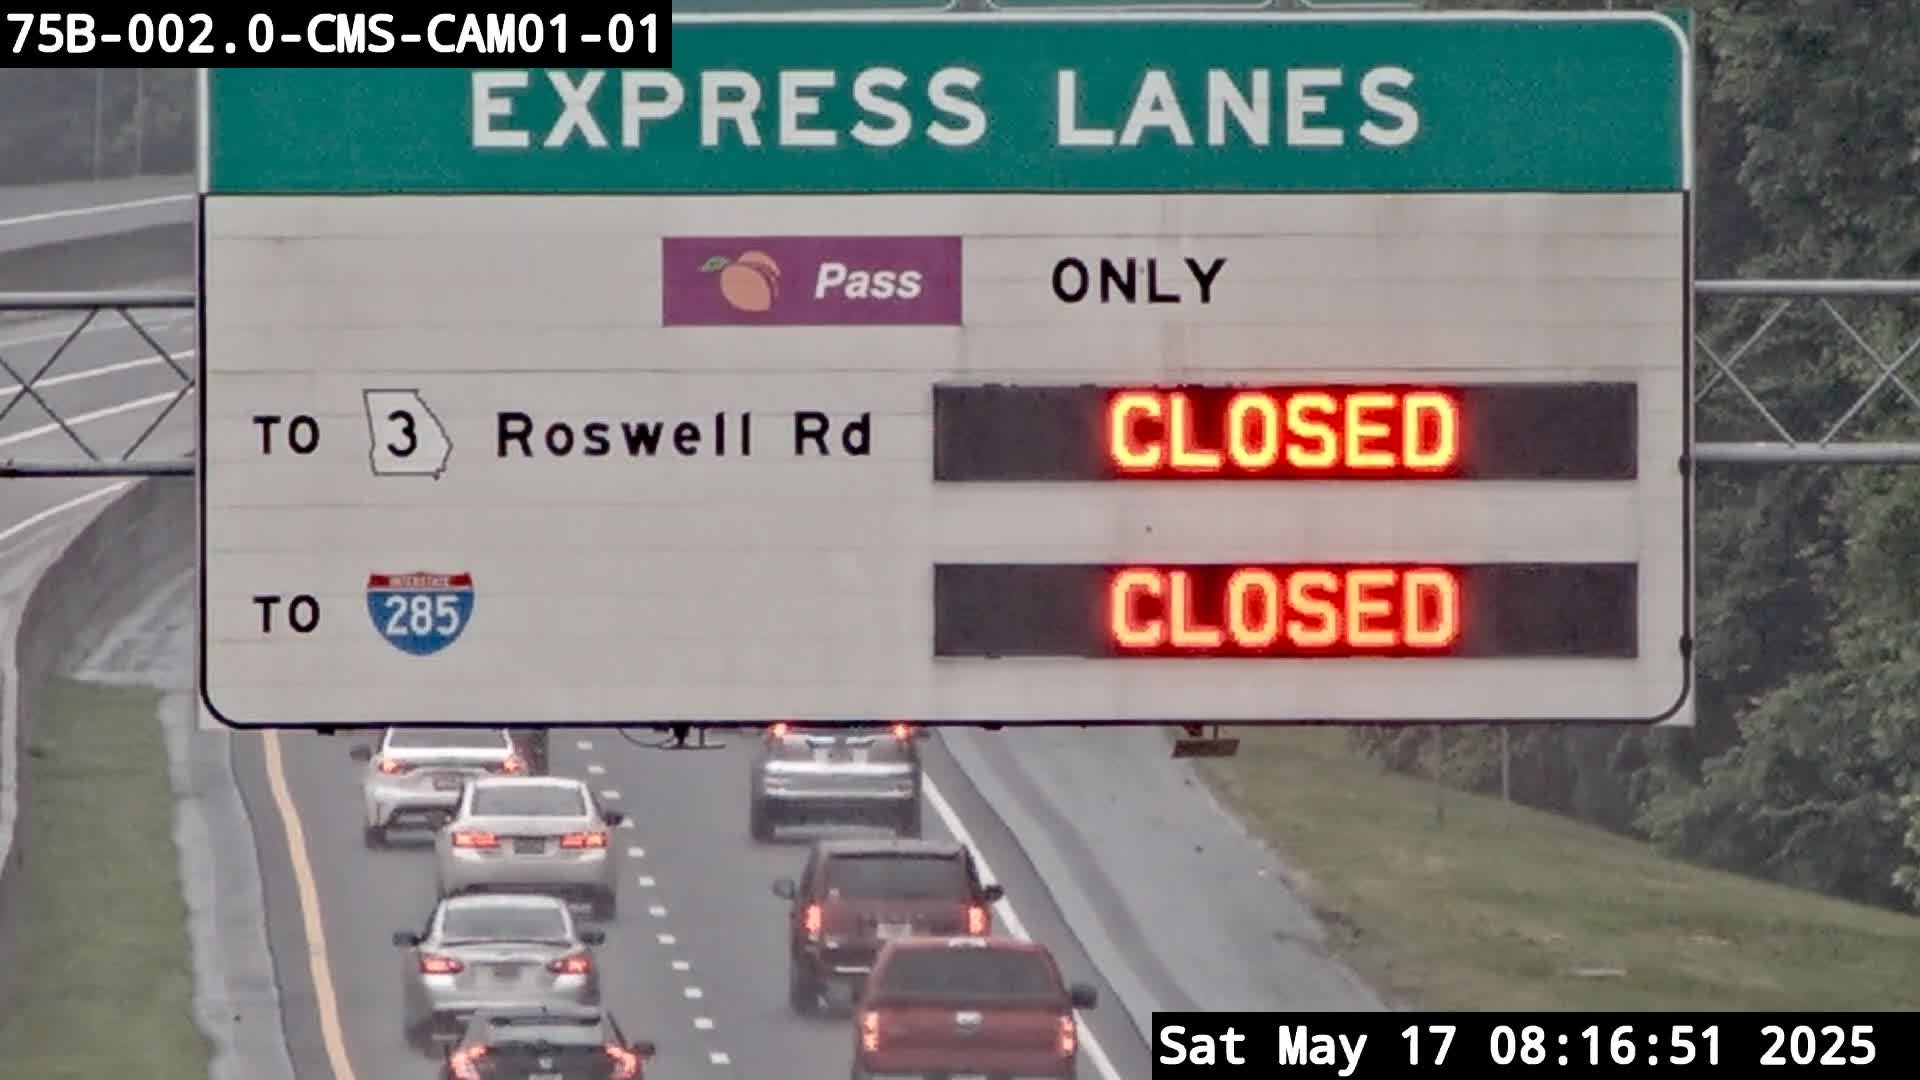 75B-002.0-CMS-CAM01-01
EXPRESS LANES
Pass ONLY
TO 3 Roswell Rd CLOSED
TO INTERSTATE 285 CLOSED
Sat May 17 08:16:51 2025